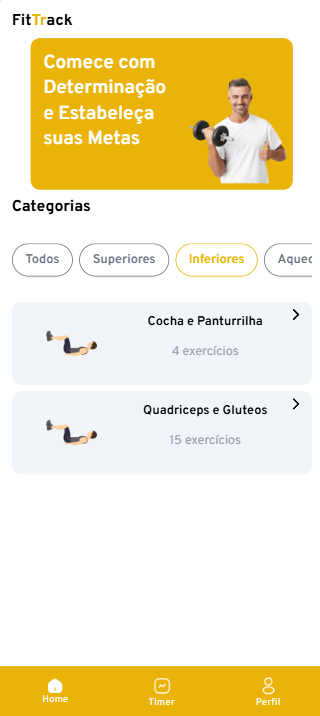 FitTrack
Comece com
Determinação
e Estabeleça
suas Metas
Categorias
Todos Superiores Inferiores Aquec
Cocha e Panturrilha
4 exercícios
Quadriceps e Gluteos
15 exercícios
Home Timer Perfil